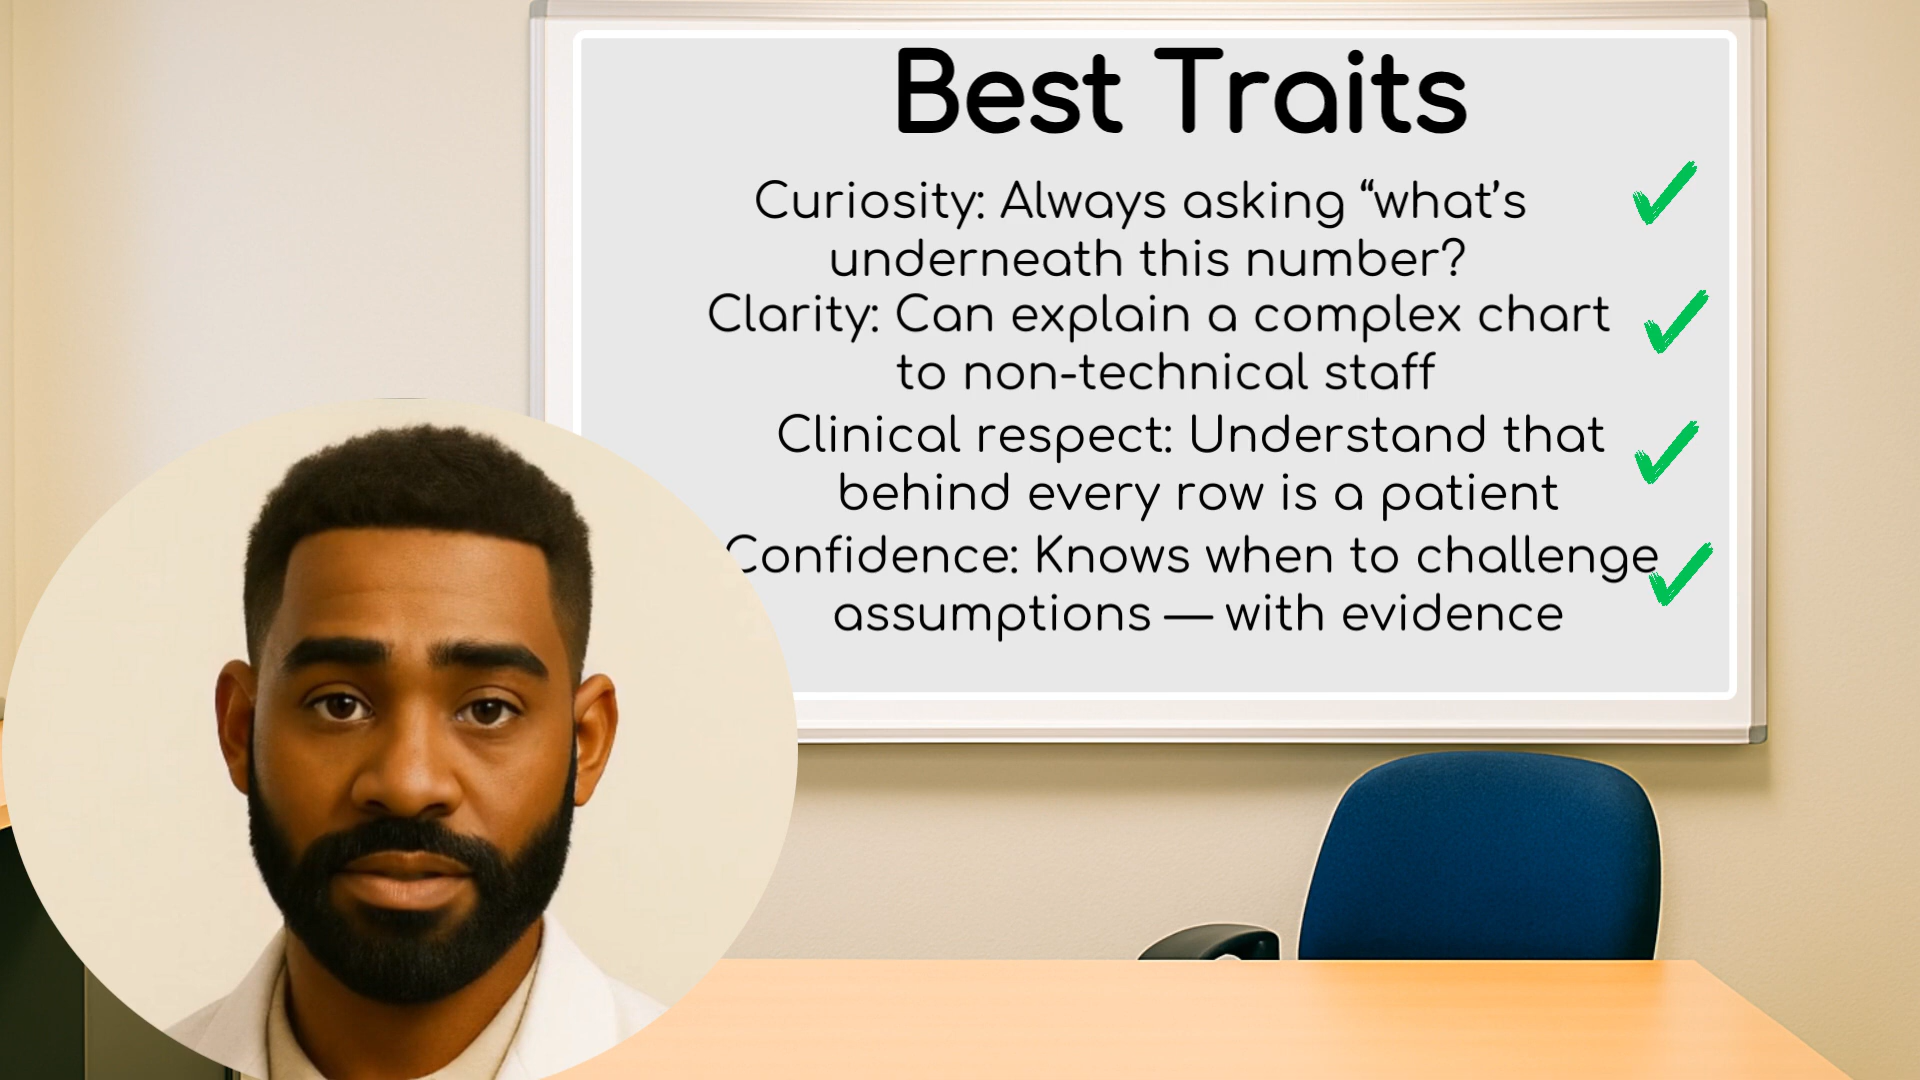 Best Traits
Curiosity: Always asking “what’s
underneath this number?
Clarity: Can explain a complex chart
to non-technical staff
Clinical respect: Understand that
behind every row is a patient
Confidence: Knows when to challenge
assumptions — with evidence